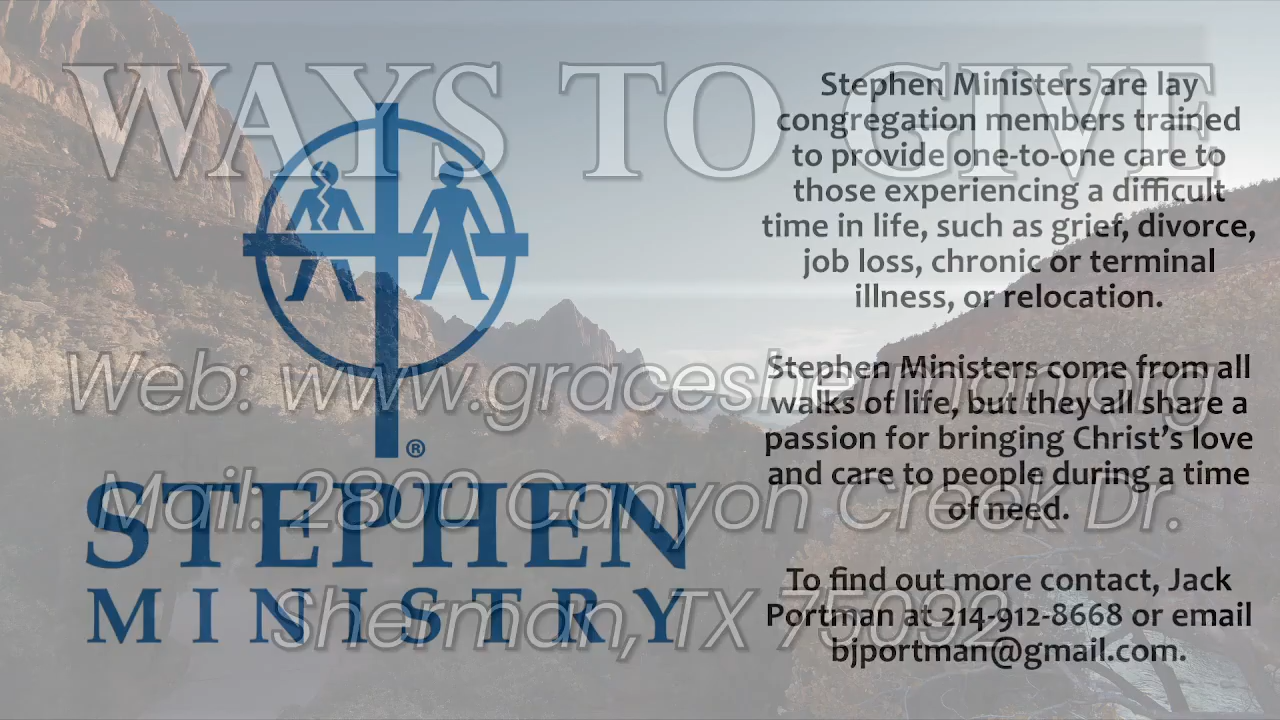 WAYS TO GIVE
Web: www.gracesherman.org
Mail: 2800 Canyon Creek Dr.
Sherman, TX 75092
®
STEPHEN
MINISTRY
Stephen Ministers are lay
congregation members trained
to provide one-to-one care to
those experiencing a difficult
time in life, such as grief, divorce,
job loss, chronic or terminal
illness, or relocation.
Stephen Ministers come from all
walks of life, but they all share a
passion for bringing Christ's love
and care to people during a time
of need.
To find out more contact, Jack
Portman at 214-912-8668 or email
bjportman@gmail.com.